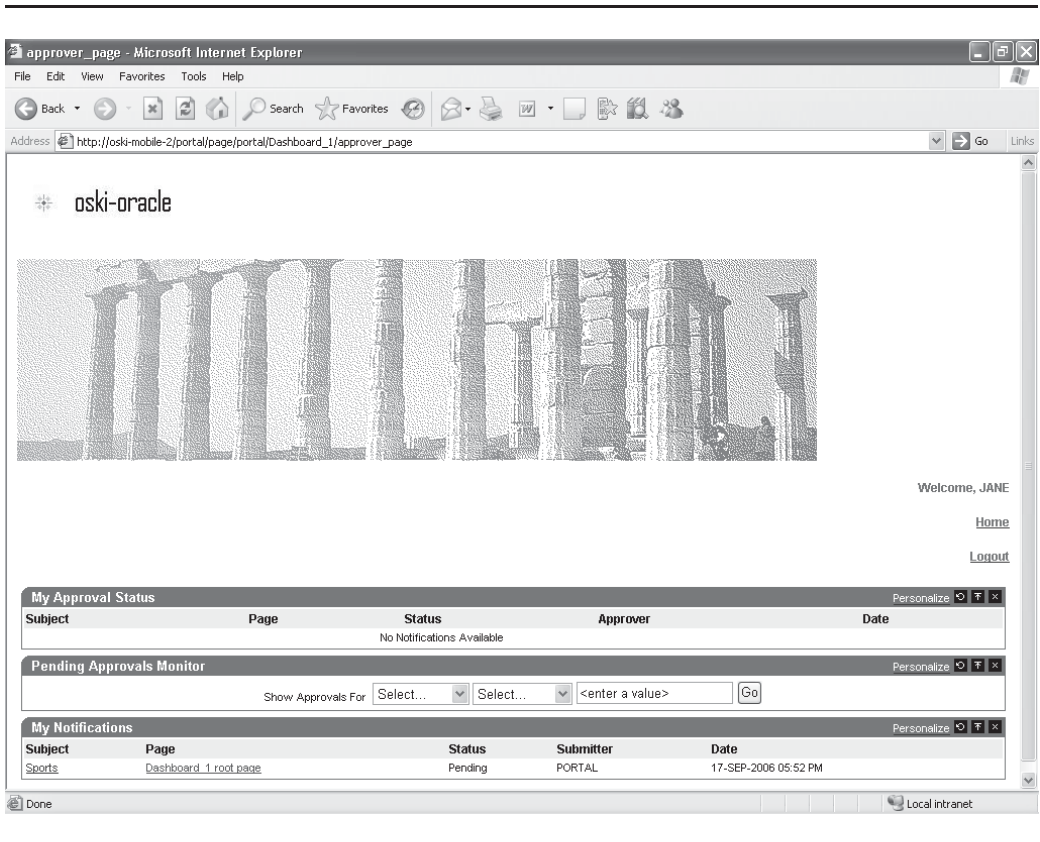 approver_page - Microsoft Internet Explorer
File Edit View Favorites Tools Help
Back Search Favorites
Address http://oski-mobile-2/portal/page/portal/Dashboard_1/approver_page Go Links
oski-oracle
Welcome, JANE
Home
Logout
My Approval Status Personalize
Subject Page Status Approver Date
No Notifications Available
Pending Approvals Monitor Personalize
Show Approvals For Select... Select... <enter a value> Go
My Notifications Personalize
Subject Page Status Submitter Date
Sports Dashboard_1 root page Pending PORTAL 17-SEP-2006 05:52 PM
Done Local intranet